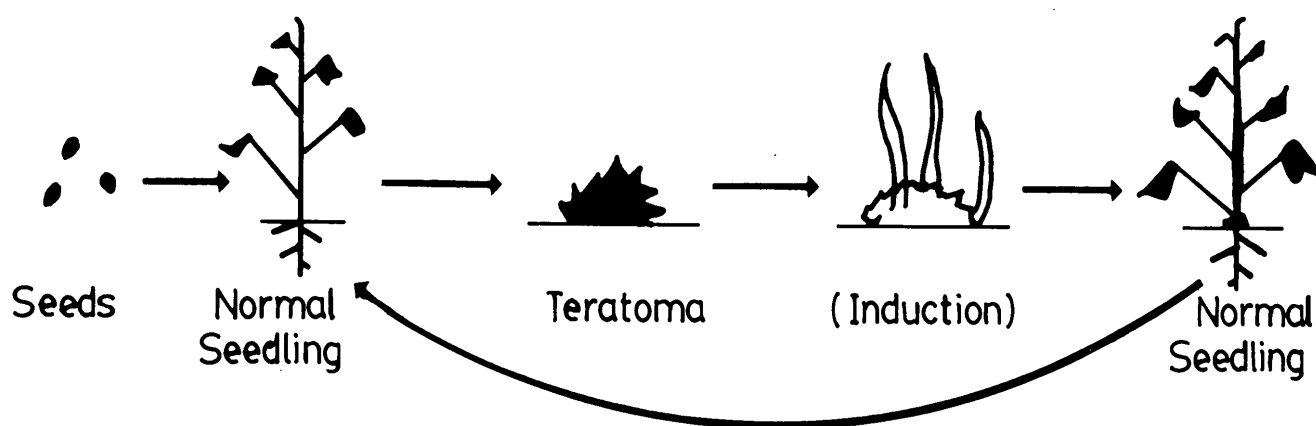 Seeds
Normal
Seedling
Teratoma
(Induction)
Normal
Seedling